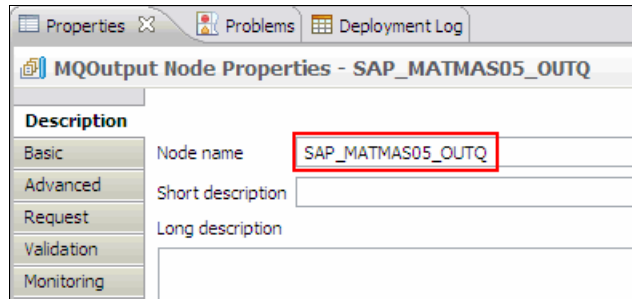 Properties Problems Deployment Log
MQOutput Node Properties - SAP_MATMAS05_OUTQ
Description
Basic
Node name SAP_MATMAS05_OUTQ
Advanced
Short description
Request
Long description
Validation
Monitoring